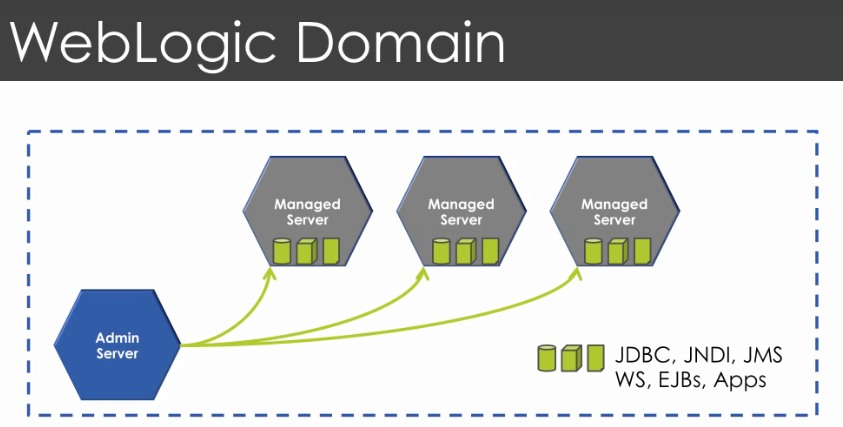 WebLogic Domain
Managed
Server
Managed
Server
Managed
Server
Admin
Server
JDBC, JNDI, JMS
WS, EJBs, Apps